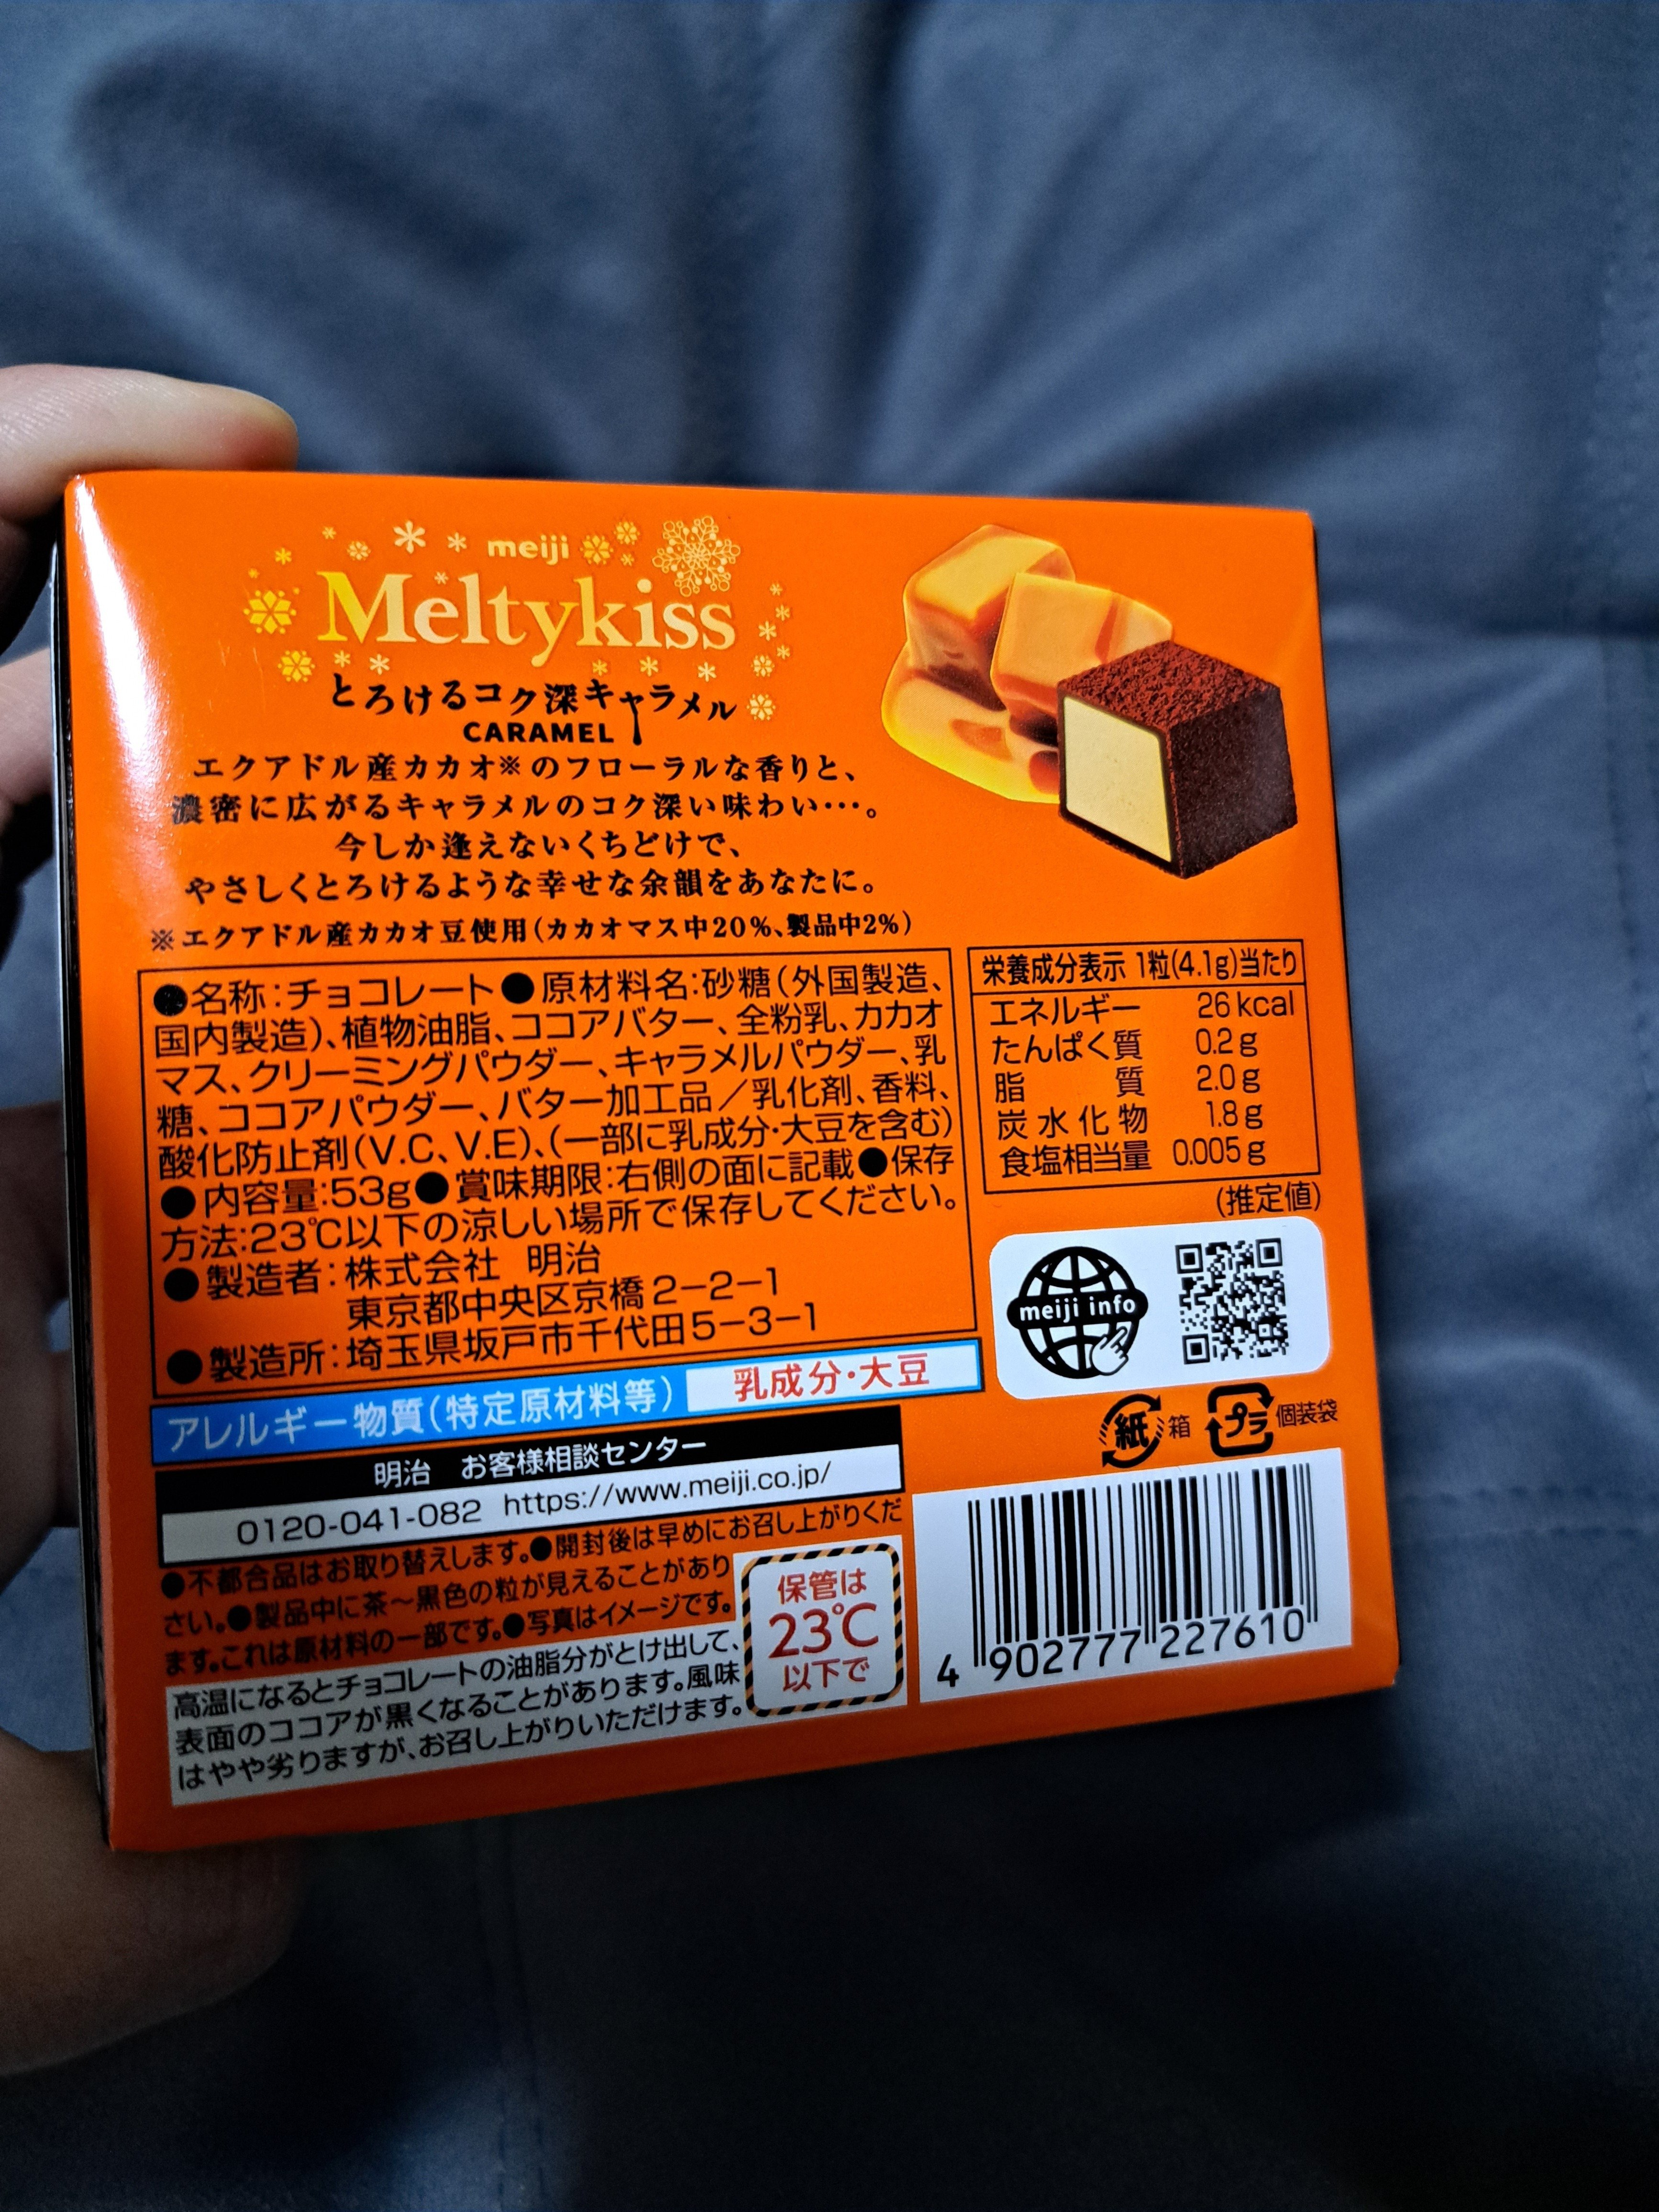 meiji
Meltykiss
とろけるコク深キャラメル
CARAMEL
エクアドル産カカオ※のフローラルな香りと、
濃密に広がるキャラメルのコク深い味わい…。
今しか逢えないくちどけで、
やさしくとろけるような幸せな余韻をあなたに。
※エクアドル産カカオ豆使用(カカオマス中20%、製品中2%)
●名称:チョコレート●原材料名:砂糖(外国製造、
国内製造)、植物油脂、ココアバター、全粉乳、カカオ
マス、クリーミングパウダー、キャラメルパウダー、乳
糖、ココアパウダー、バター加工品/乳化剤、香料、
酸化防止剤(V.C、V.E)、(一部に乳成分・大豆を含む)
●内容量:53g●賞味期限:右側の面に記載●保存
方法:23℃以下の涼しい場所で保存してください。
●製造者:株式会社 明治
東京都中央区京橋2-2-1
●製造所:埼玉県坂戸市千代田5-3-1
栄養成分表示 1粒(4.1g)当たり
エネルギー 26kcal
たんぱく質 0.2g
脂質 2.0g
炭水化物 1.8g
食塩相当量 0.005g
(推定値)
meiji info
アレルギー物質(特定原材料等) 乳成分・大豆
紙 箱 プラ 個装袋
明治 お客様相談センター
0120-041-082 https://www.meiji.co.jp/
●不都合品はお取り替えします。●開封後は早めにお召し上がりくだ
さい。●製品中に茶~黒色の粒が見えることがあり
ます。これは原材料の一部です。●写真はイメージです。
高温になるとチョコレートの油脂分がとけ出して、
表面のココアが黒くなることがあります。風味
はやや劣りますが、お召し上がりいただけます。
保管は
23℃
以下で
4 902777 227610